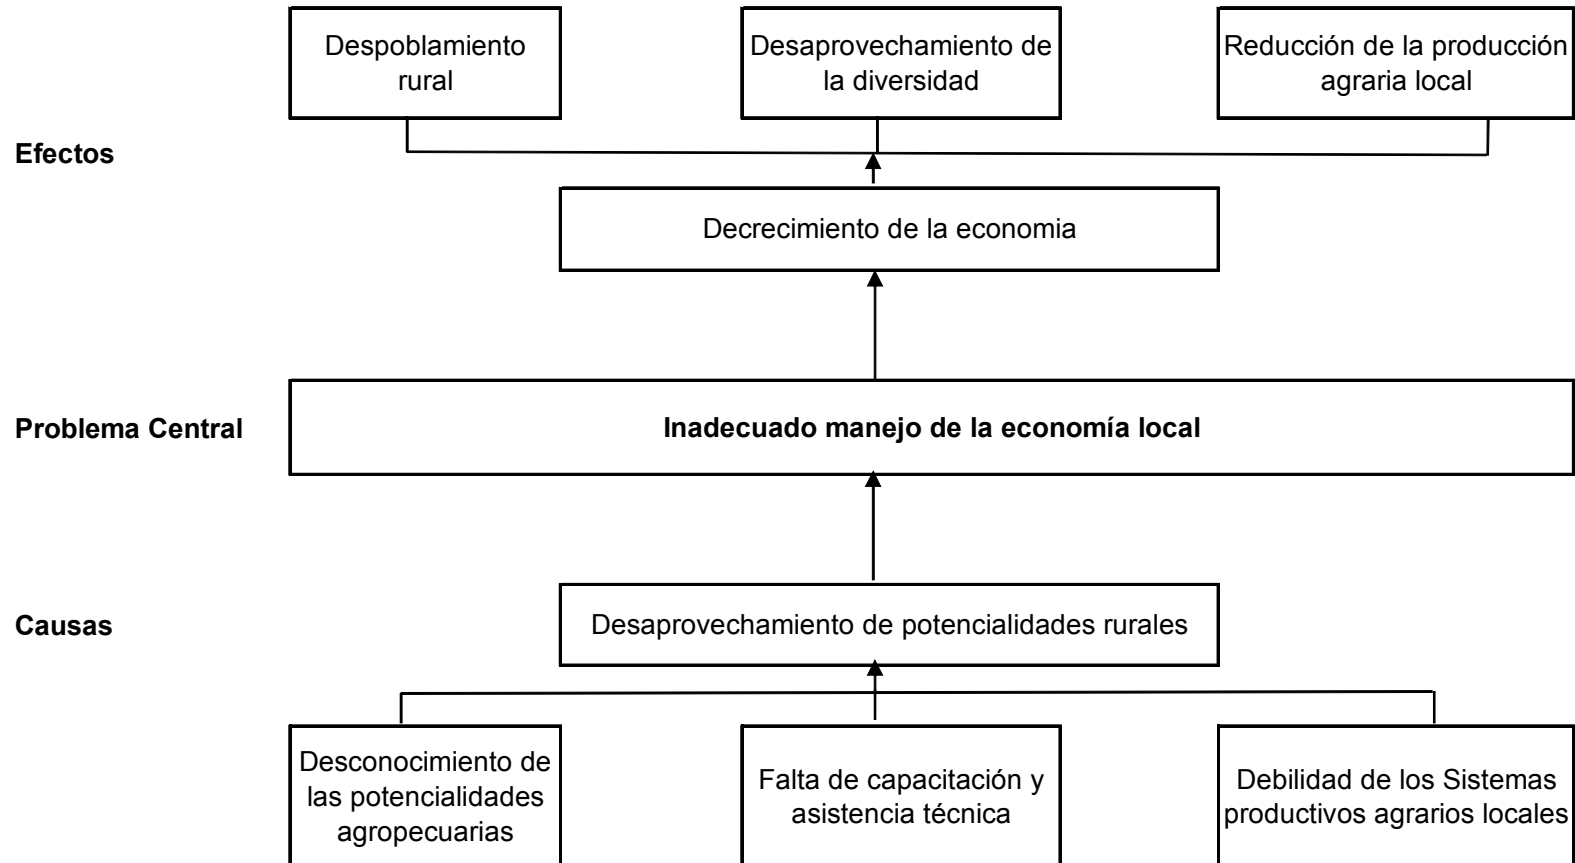 Despoblamiento
rural
Desaprovechamiento de
la diversidad
Reducción de la producción
agraria local
Efectos
Decrecimiento de la economia
Problema Central
Inadecuado manejo de la economía local
Causas
Desaprovechamiento de potencialidades rurales
Desconocimiento de
las potencialidades
agropecuarias
Falta de capacitación y
asistencia técnica
Debilidad de los Sistemas
productivos agrarios locales